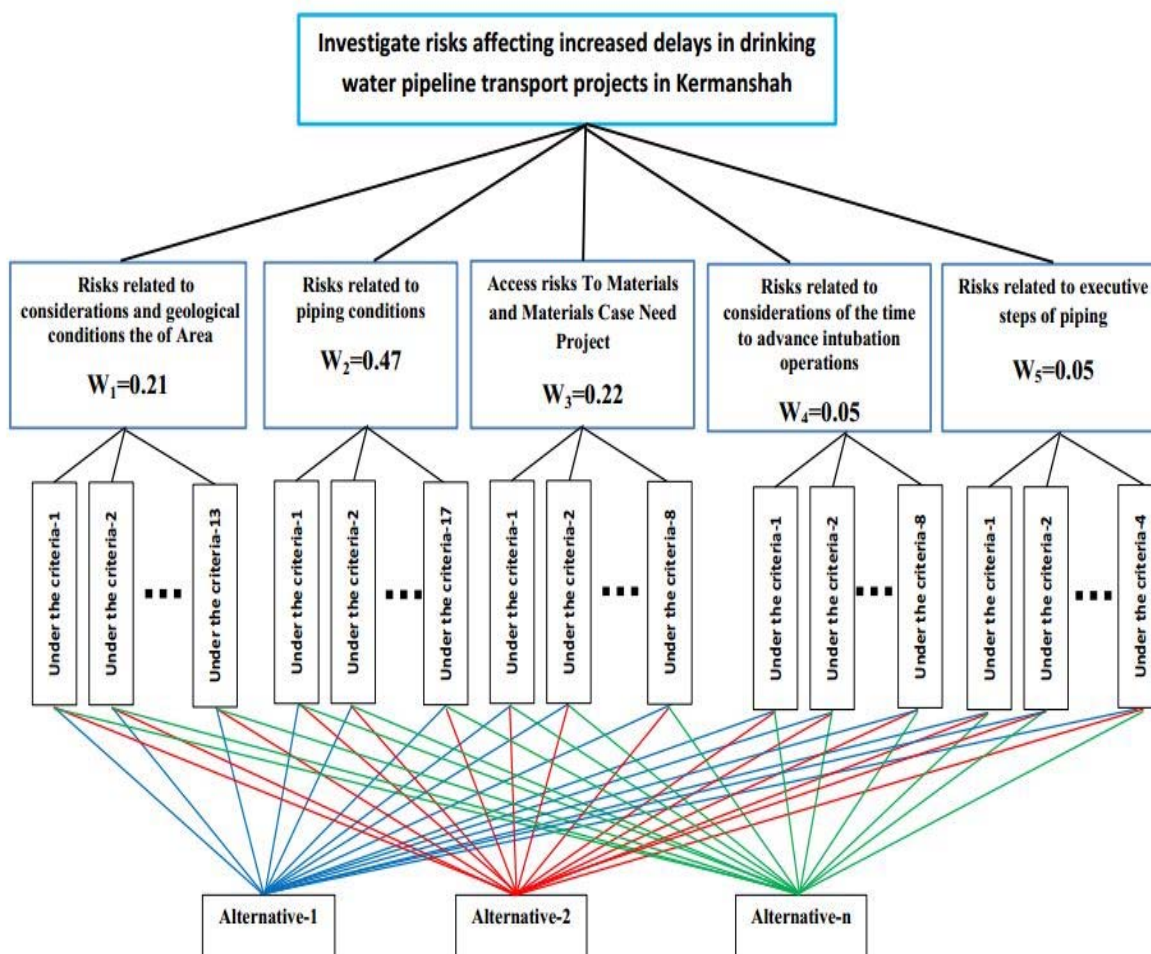 Investigate risks affecting increased delays in drinking
water pipeline transport projects in Kermanshah
Risks related to
considerations and geological
conditions the of Area
W₁=0.21
Risks related to
piping conditions
W₂=0.47
Access risks To Materials
and Materials Case Need
Project
W₃=0.22
Risks related to
considerations of the time
to advance intubation
operations
W₄=0.05
Risks related to executive
steps of piping
W₅=0.05
Under the criteria-1
Under the criteria-2
...
Under the criteria-13
Under the criteria-1
Under the criteria-2
...
Under the criteria-17
Under the criteria-1
Under the criteria-2
...
Under the criteria-8
Under the criteria-1
Under the criteria-2
...
Under the criteria-8
Under the criteria-1
Under the criteria-2
...
Under the criteria-4
Alternative-1
Alternative-2
Alternative-n